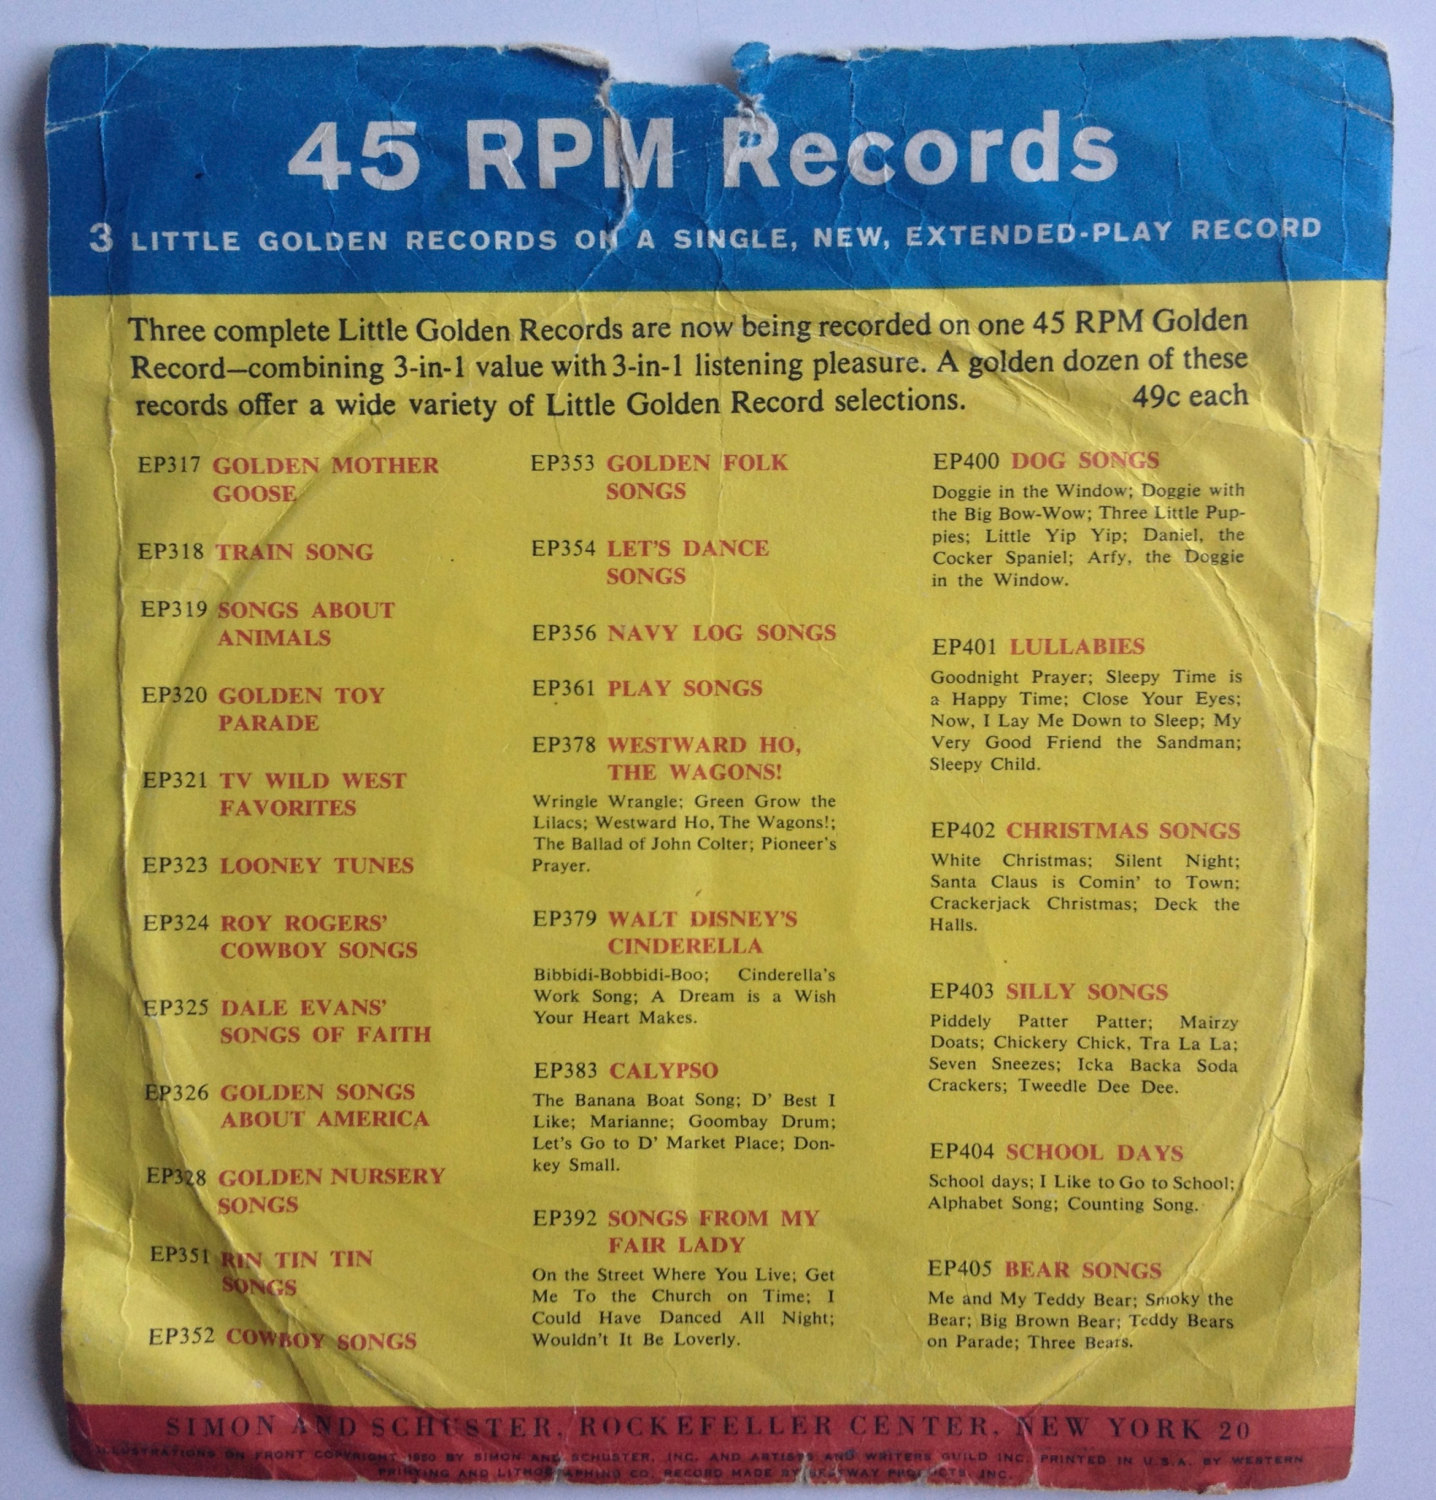 45 RPM Records
3 LITTLE GOLDEN RECORDS ON A SINGLE, NEW, EXTENDED-PLAY RECORD
Three complete Little Golden Records are now being recorded on one 45 RPM Golden
Record—combining 3-in-1 value with 3-in-1 listening pleasure. A golden dozen of these
records offer a wide variety of Little Golden Record selections. 49c each
EP317 GOLDEN MOTHER
GOOSE
EP318 TRAIN SONG
EP319 SONGS ABOUT
ANIMALS
EP320 GOLDEN TOY
PARADE
EP321 TV WILD WEST
FAVORITES
EP323 LOONEY TUNES
EP324 ROY ROGERS'
COWBOY SONGS
EP325 DALE EVANS'
SONGS OF FAITH
EP326 GOLDEN SONGS
ABOUT AMERICA
EP328 GOLDEN NURSERY
SONGS
EP351 RIN TIN TIN
SONGS
EP352 COWBOY SONGS
EP353 GOLDEN FOLK
SONGS
EP354 LET'S DANCE
SONGS
EP356 NAVY LOG SONGS
EP361 PLAY SONGS
EP378 WESTWARD HO,
THE WAGONS!
Wringle Wrangle; Green Grow the
Lilacs; Westward Ho, The Wagons!;
The Ballad of John Colter; Pioneer's
Prayer.
EP379 WALT DISNEY'S
CINDERELLA
Bibbidi-Bobbidi-Boo; Cinderella's
Work Song; A Dream is a Wish
Your Heart Makes.
EP383 CALYPSO
The Banana Boat Song; D' Best I
Like; Marianne; Goombay Drum;
Let's Go to D' Market Place; Don-
key Small.
EP392 SONGS FROM MY
FAIR LADY
On the Street Where You Live; Get
Me To the Church on Time; I
Could Have Danced All Night;
Wouldn't It Be Loverly.
EP400 DOG SONGS
Doggie in the Window; Doggie with
the Big Bow-Wow; Three Little Pup-
pies; Little Yip Yip; Daniel, the
Cocker Spaniel; Arfy, the Doggie
in the Window.
EP401 LULLABIES
Goodnight Prayer; Sleepy Time is
a Happy Time; Close Your Eyes;
Now, I Lay Me Down to Sleep; My
Very Good Friend the Sandman;
Sleepy Child.
EP402 CHRISTMAS SONGS
White Christmas; Silent Night;
Santa Claus is Comin' to Town;
Crackerjack Christmas; Deck the
Halls.
EP403 SILLY SONGS
Piddely Patter Patter; Mairzy
Doats; Chickery Chick, Tra La La;
Seven Sneezes; Icka Backa Soda
Crackers; Tweedle Dee Dee.
EP404 SCHOOL DAYS
School days; I Like to Go to School;
Alphabet Song; Counting Song.
EP405 BEAR SONGS
Me and My Teddy Bear; Smoky the
Bear; Big Brown Bear; Teddy Bears
on Parade; Three Bears.
SIMON AND SCHUSTER, ROCKEFELLER CENTER, NEW YORK 20
ILLUSTRATIONS ON FRONT COPYRIGHT 1950 BY SIMON AND SCHUSTER, INC. AND ARTISTS AND WRITERS GUILD INC. PRINTED IN U.S.A. BY WESTERN
PRINTING AND LITHOGRAPHING CO. RECORD MADE BY BESTWAY PRODUCTS, INC.